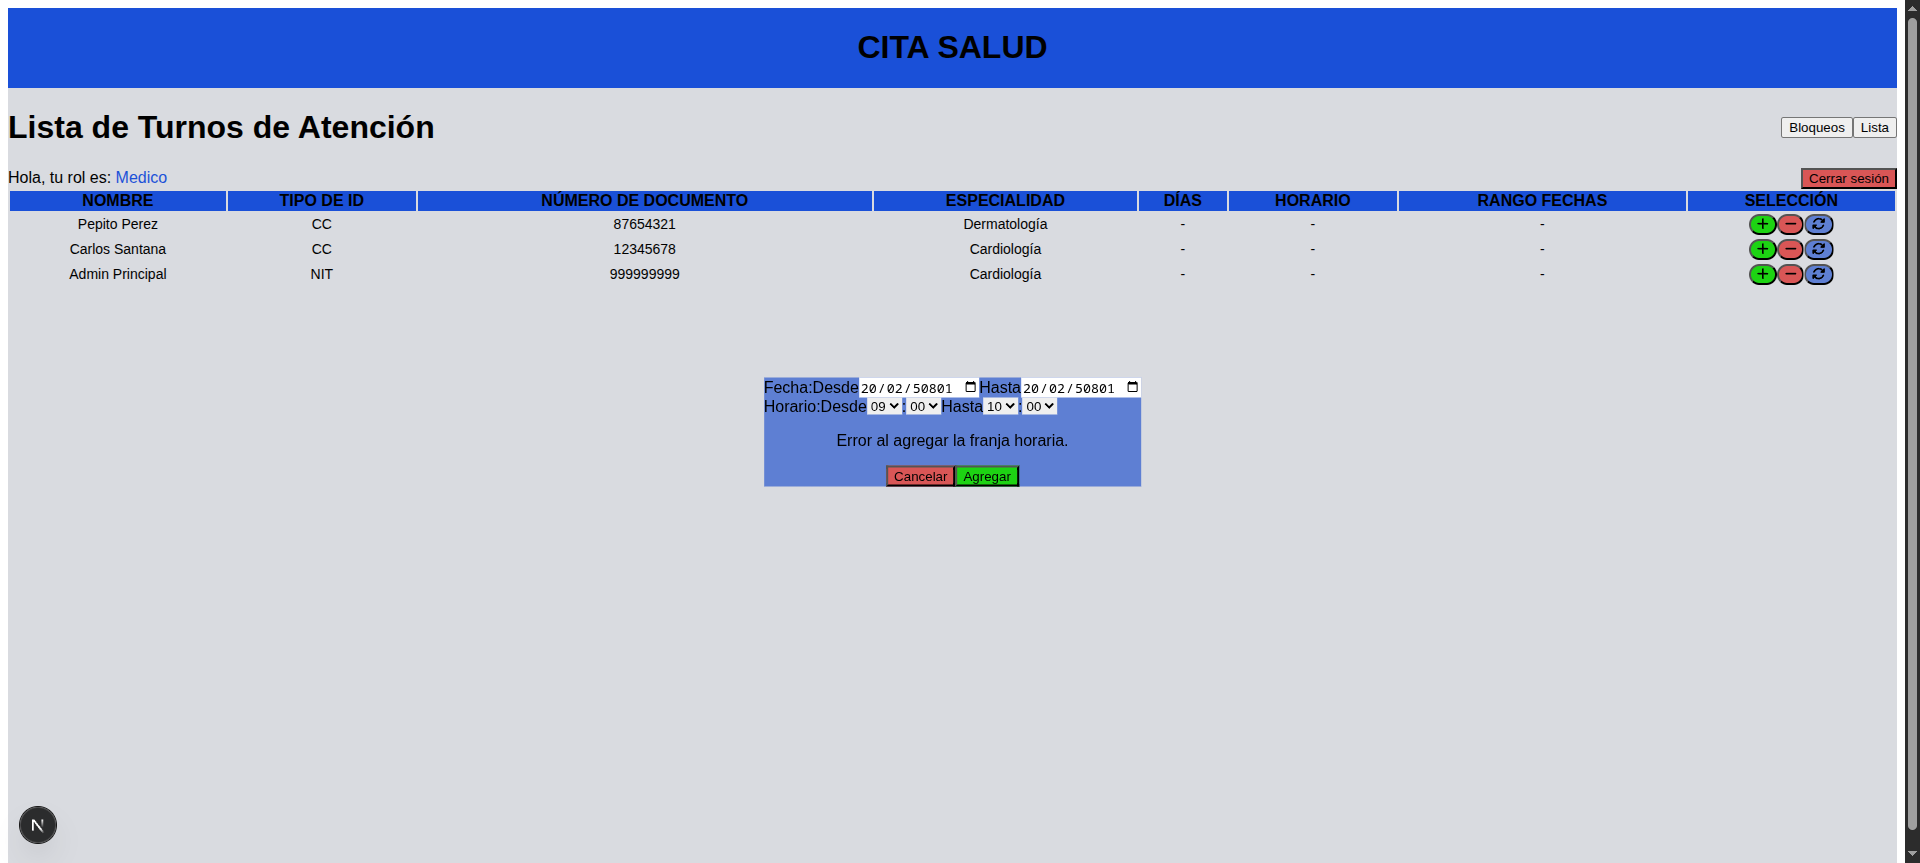 CITA SALUD
Lista de Turnos de Atención
Bloqueos Lista
Hola, tu rol es: Medico
Cerrar sesión
NOMBRE TIPO DE ID NÚMERO DE DOCUMENTO ESPECIALIDAD DÍAS HORARIO RANGO FECHAS SELECCIÓN
Pepito Perez CC 87654321 Dermatología - - -
Carlos Santana CC 12345678 Cardiología - - -
Admin Principal NIT 999999999 Cardiología - - -
Fecha:Desde 20/02/50801 Hasta 20/02/50801
Horario:Desde 09 : 00 Hasta 10 : 00
Error al agregar la franja horaria.
Cancelar Agregar
N